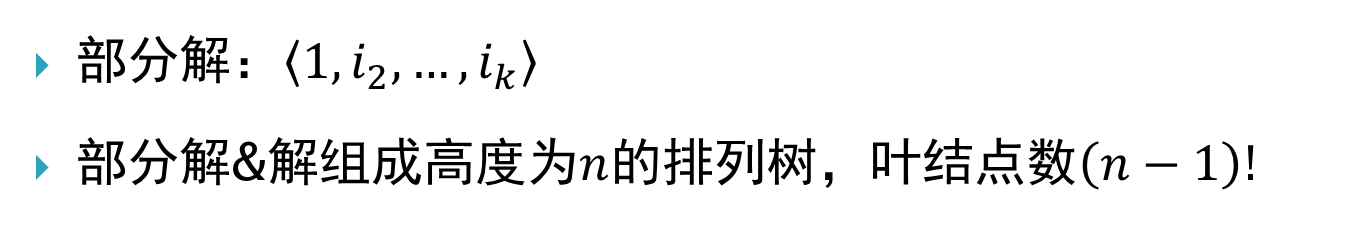 部分解：⟨1, i₂, … , iₖ⟩
部分解&解组成高度为n的排列树，叶结点数(n − 1)!